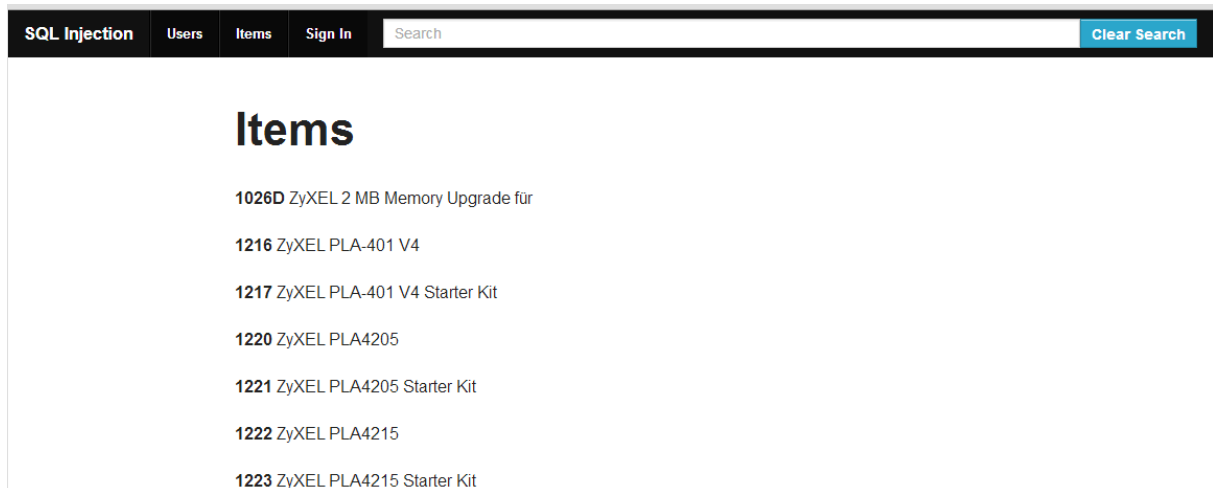 SQL Injection Users Items Sign In Search Clear Search
Items
1026D ZyXEL 2 MB Memory Upgrade für
1216 ZyXEL PLA-401 V4
1217 ZyXEL PLA-401 V4 Starter Kit
1220 ZyXEL PLA4205
1221 ZyXEL PLA4205 Starter Kit
1222 ZyXEL PLA4215
1223 ZyXEL PLA4215 Starter Kit